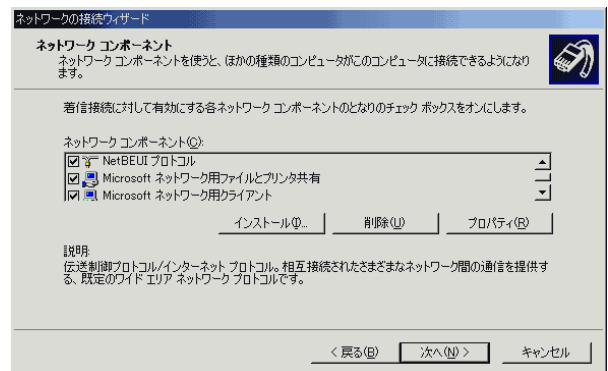 ネットワークの接続ウィザード
ネットワーク コンポーネント
ネットワーク コンポーネントを使うと、ほかの種類のコンピュータがこのコンピュータに接続できるようになり
ます。
着信接続に対して有効にする各ネットワーク コンポーネントのとなりのチェック ボックスをオンにします。
ネットワーク コンポーネント(C):
NetBEUI プロトコル
Microsoft ネットワーク用ファイルとプリンタ共有
Microsoft ネットワーク用クライアント
インストール(I)... 削除(U) プロパティ(R)
説明:
伝送制御プロトコル/インターネット プロトコル。相互接続されたさまざまなネットワーク間の通信を提供す
る、既定のワイド エリア ネットワーク プロトコルです。
< 戻る(B) 次へ(N) > キャンセル